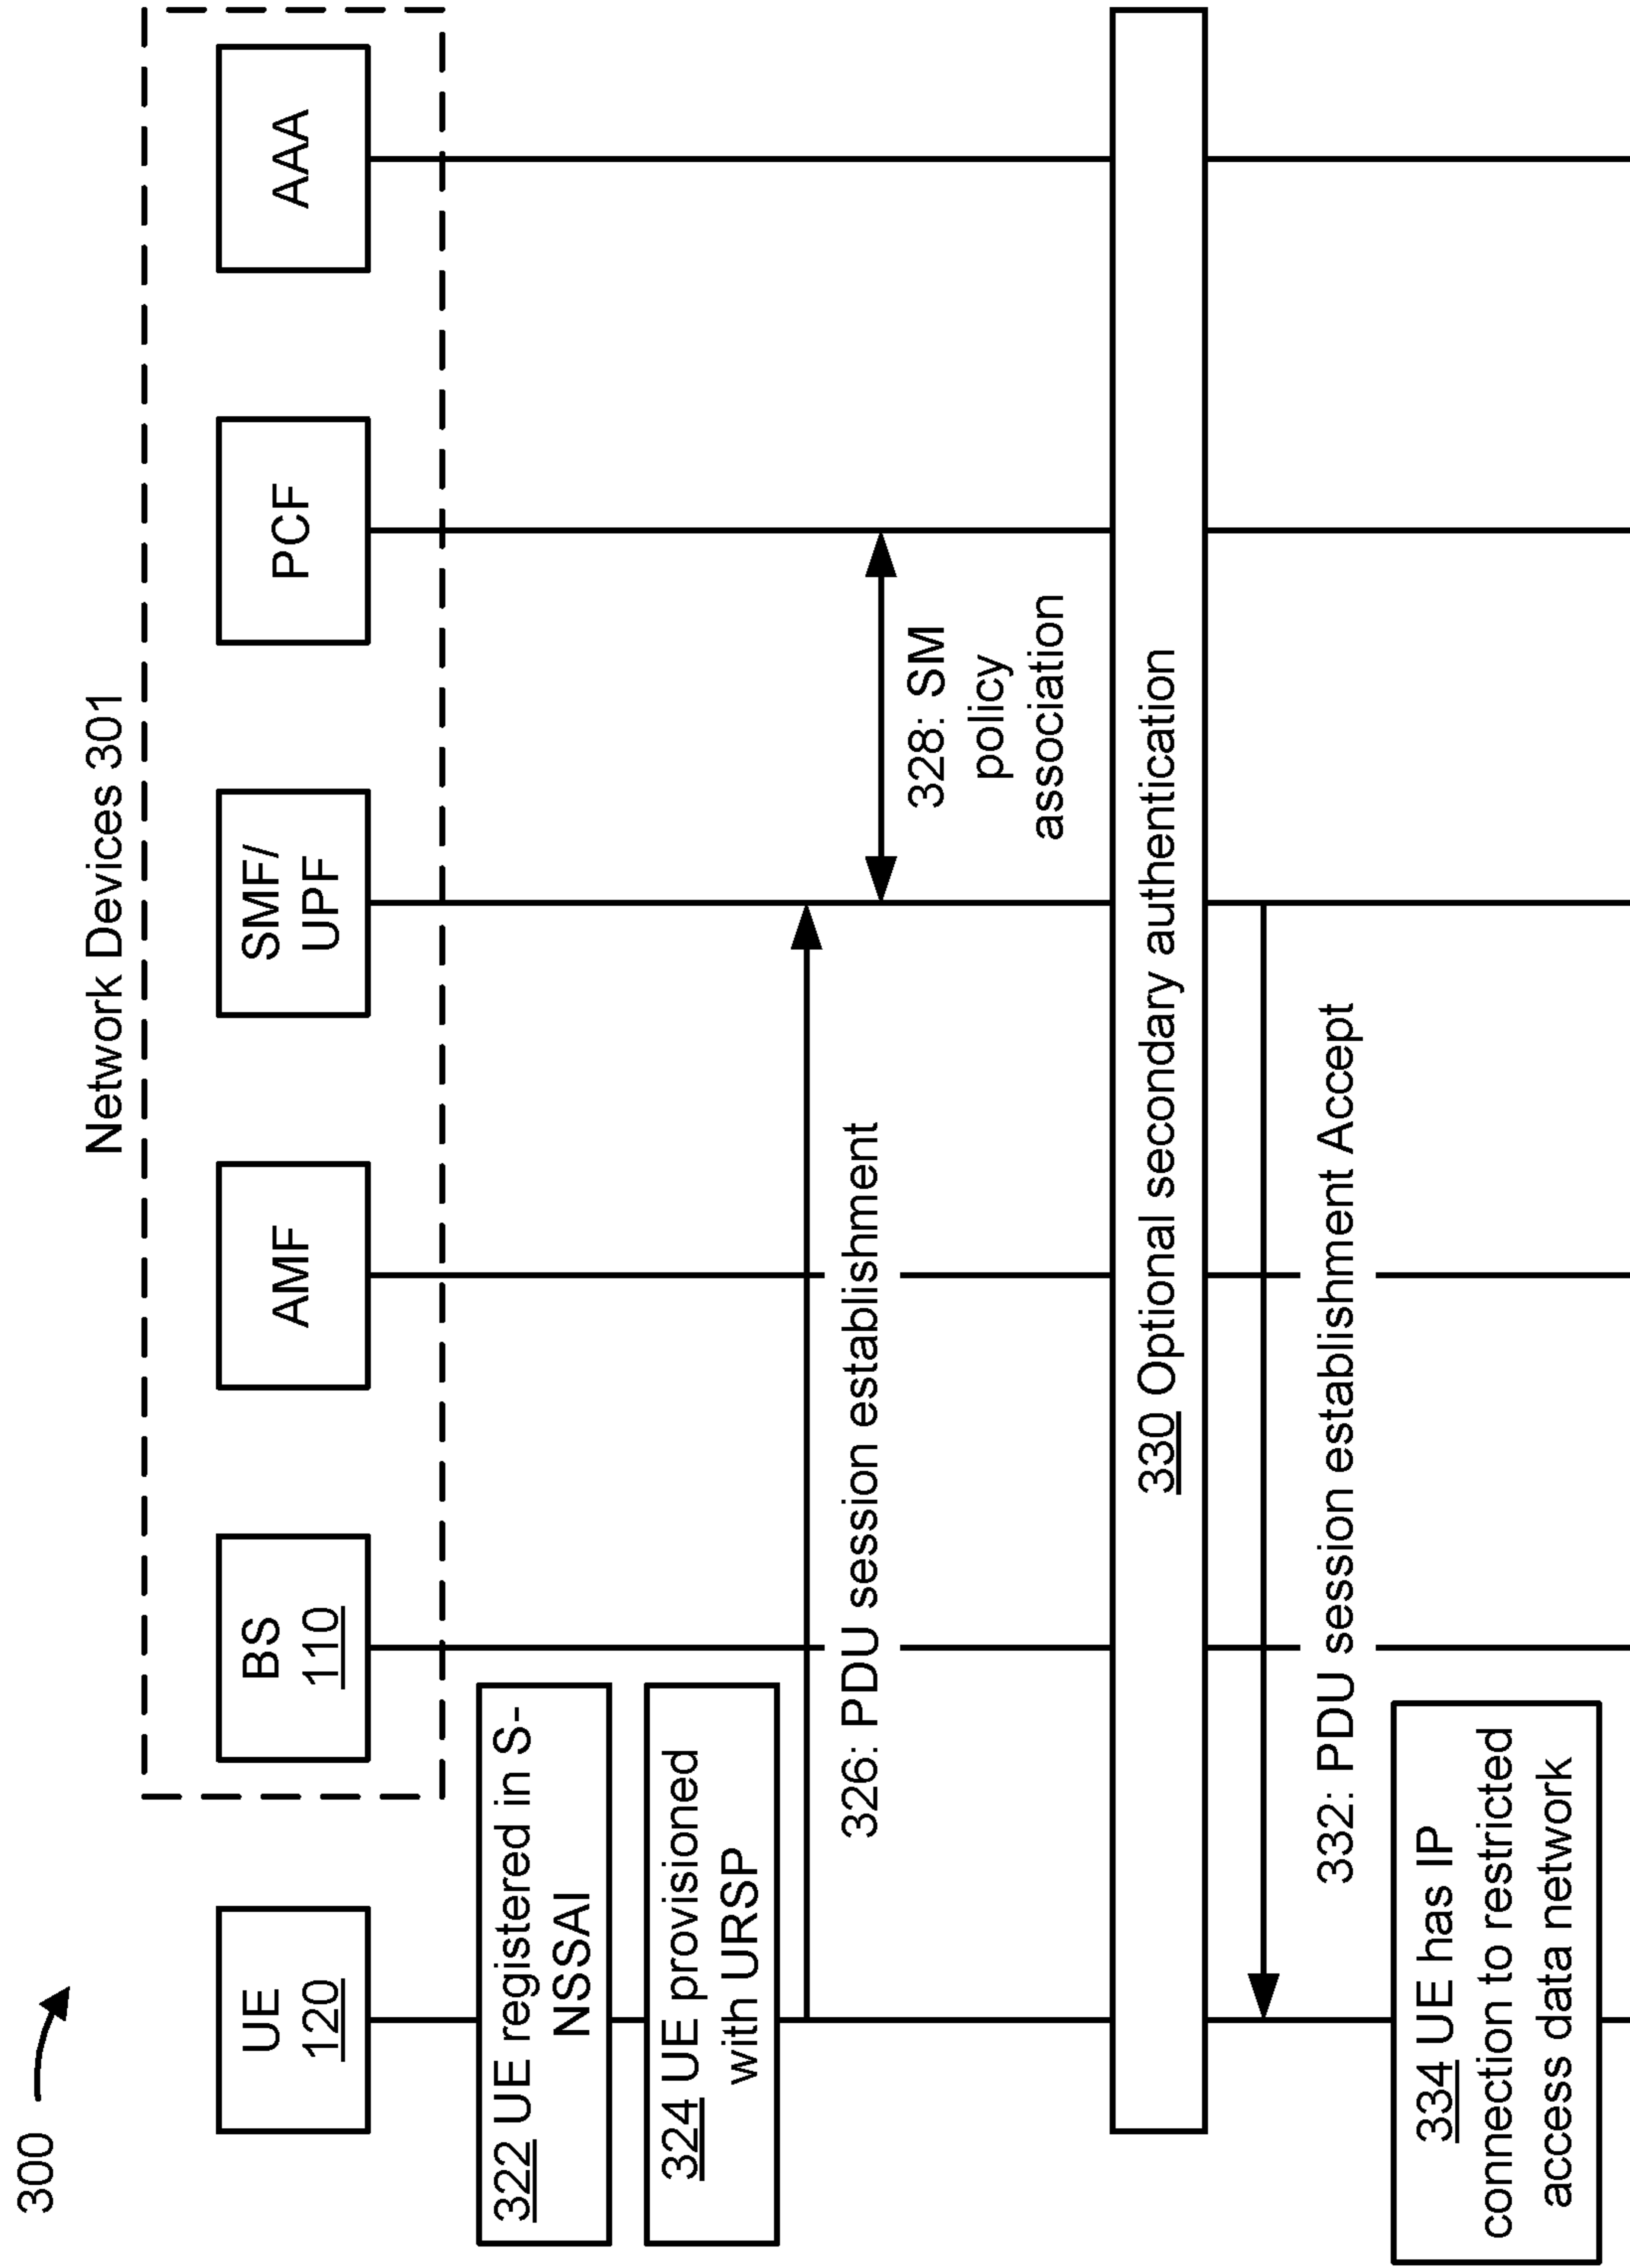 300
Network Devices 301
UE
120
BS
110
AMF
SMF/
UPF
PCF
AAA
322 UE registered in S-
NSSAI
324 UE provisioned
with URSP
326: PDU session establishment
328: SM
policy
association
330 Optional secondary authentication
332: PDU session establishment Accept
334 UE has IP
connection to restricted
access data network